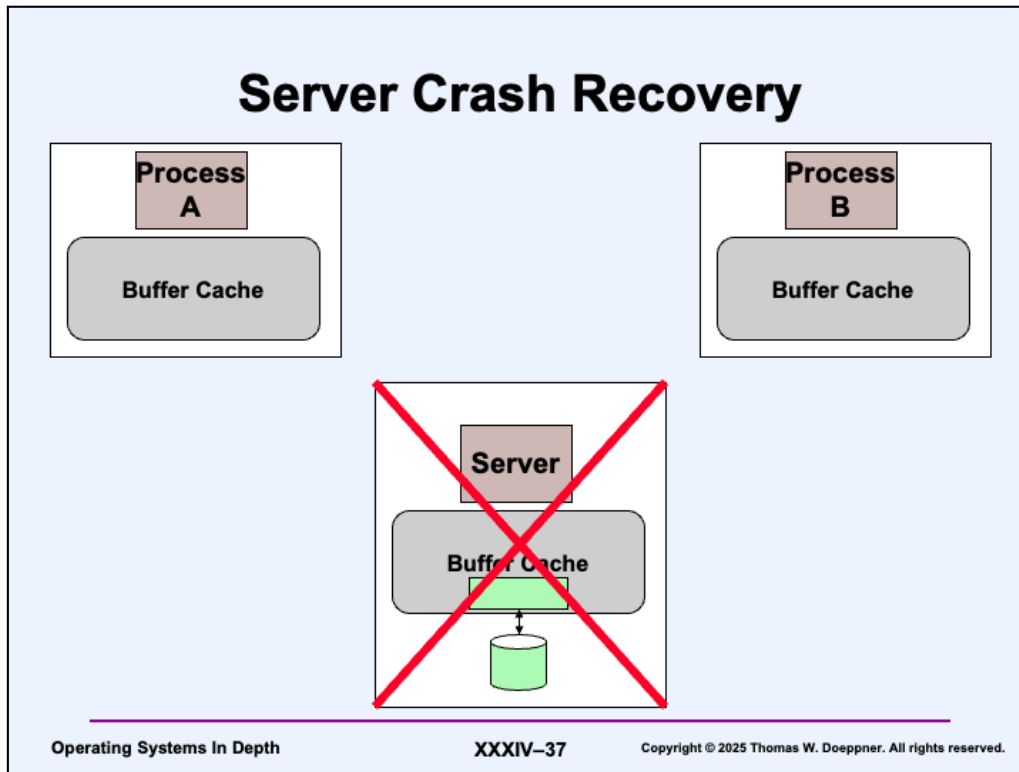 Server Crash Recovery
Process
A
Buffer Cache
Process
B
Buffer Cache
Server
Buffer Cache
Operating Systems In Depth
XXXIV–37
Copyright © 2025 Thomas W. Doeppner. All rights reserved.